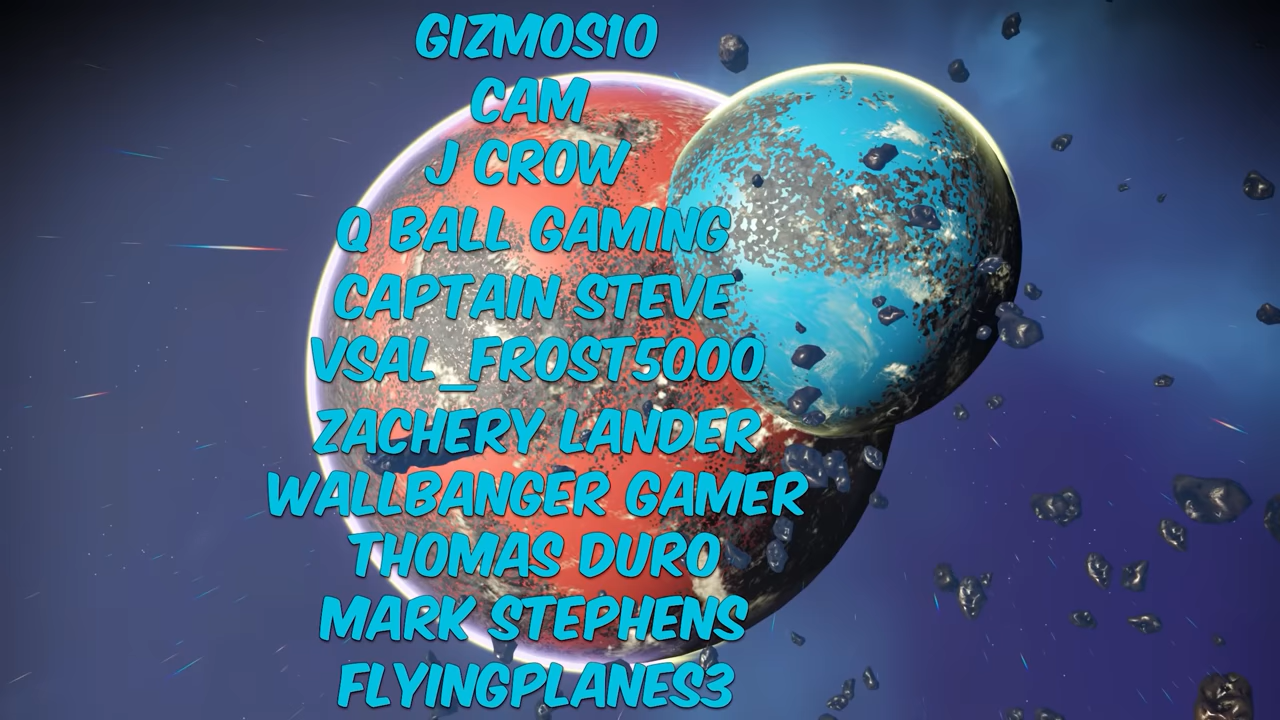 GIZMOS10
CAM
J CROW
Q BALL GAMING
CAPTAIN STEVE
VSAL_FROST5000
ZACHERY LANDER
WALLBANGER GAMER
THOMAS DURO
MARK STEPHENS
FLYINGPLANES3